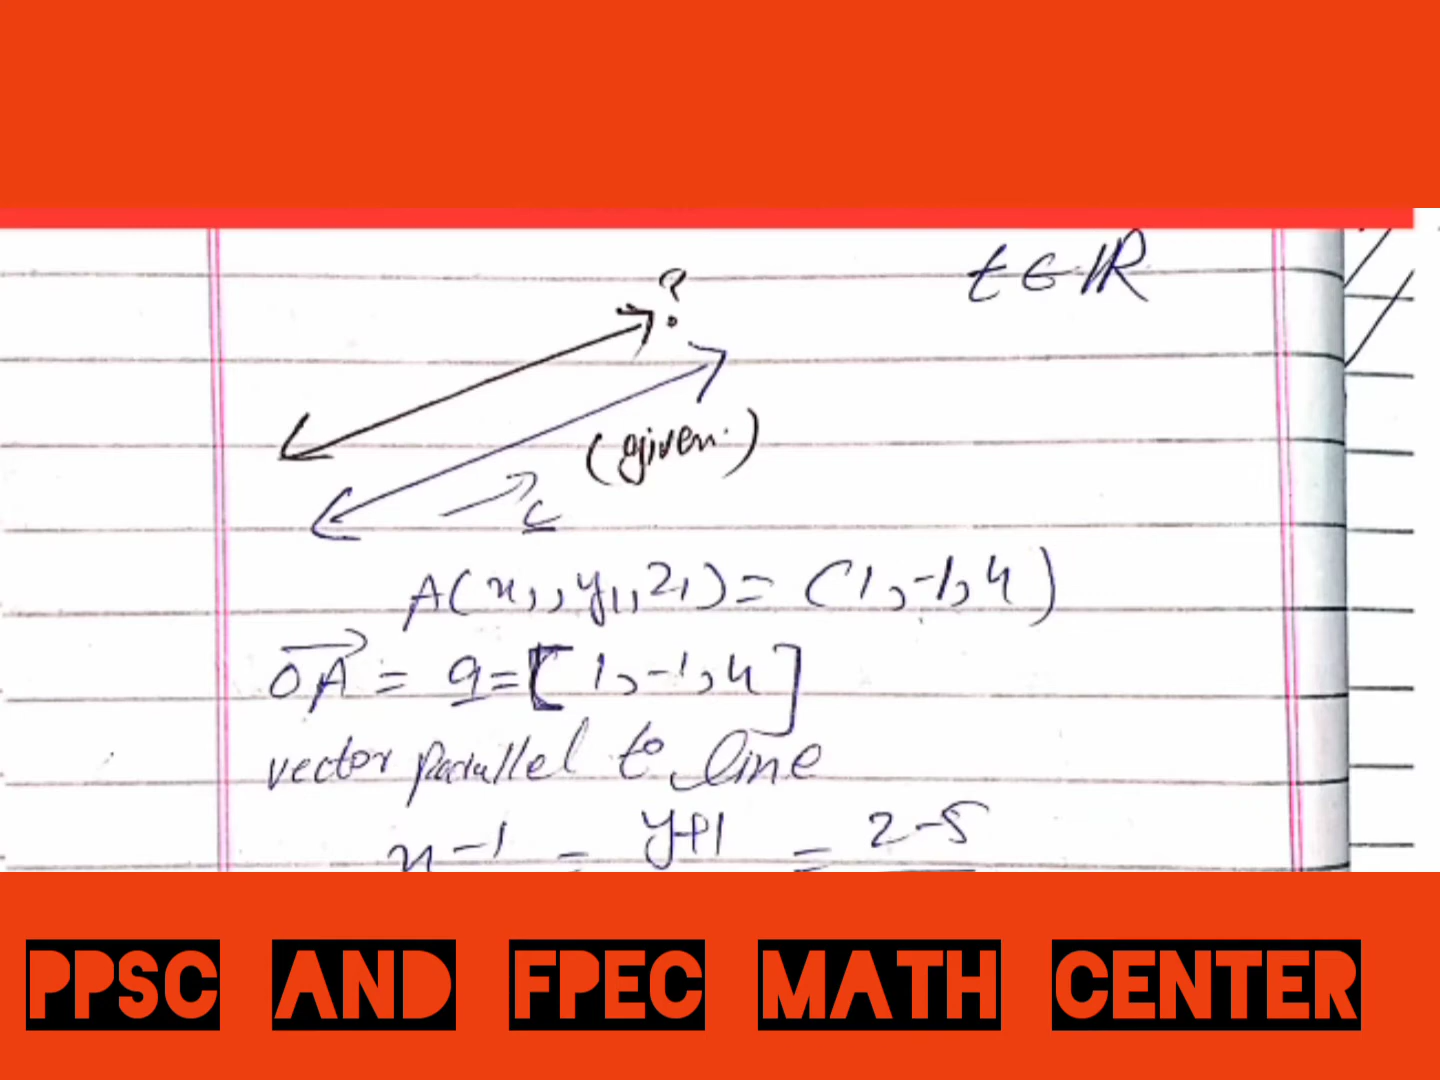 t ∈ ℝ
?
(given.)
c
A(x₁, y₁, z₁) = (1, -1, 4)
OA = a = [1, -1, 4]
vector parallel to line
x-1 = y+1 = z-5
PPSC AND FPEC MATH CENTER